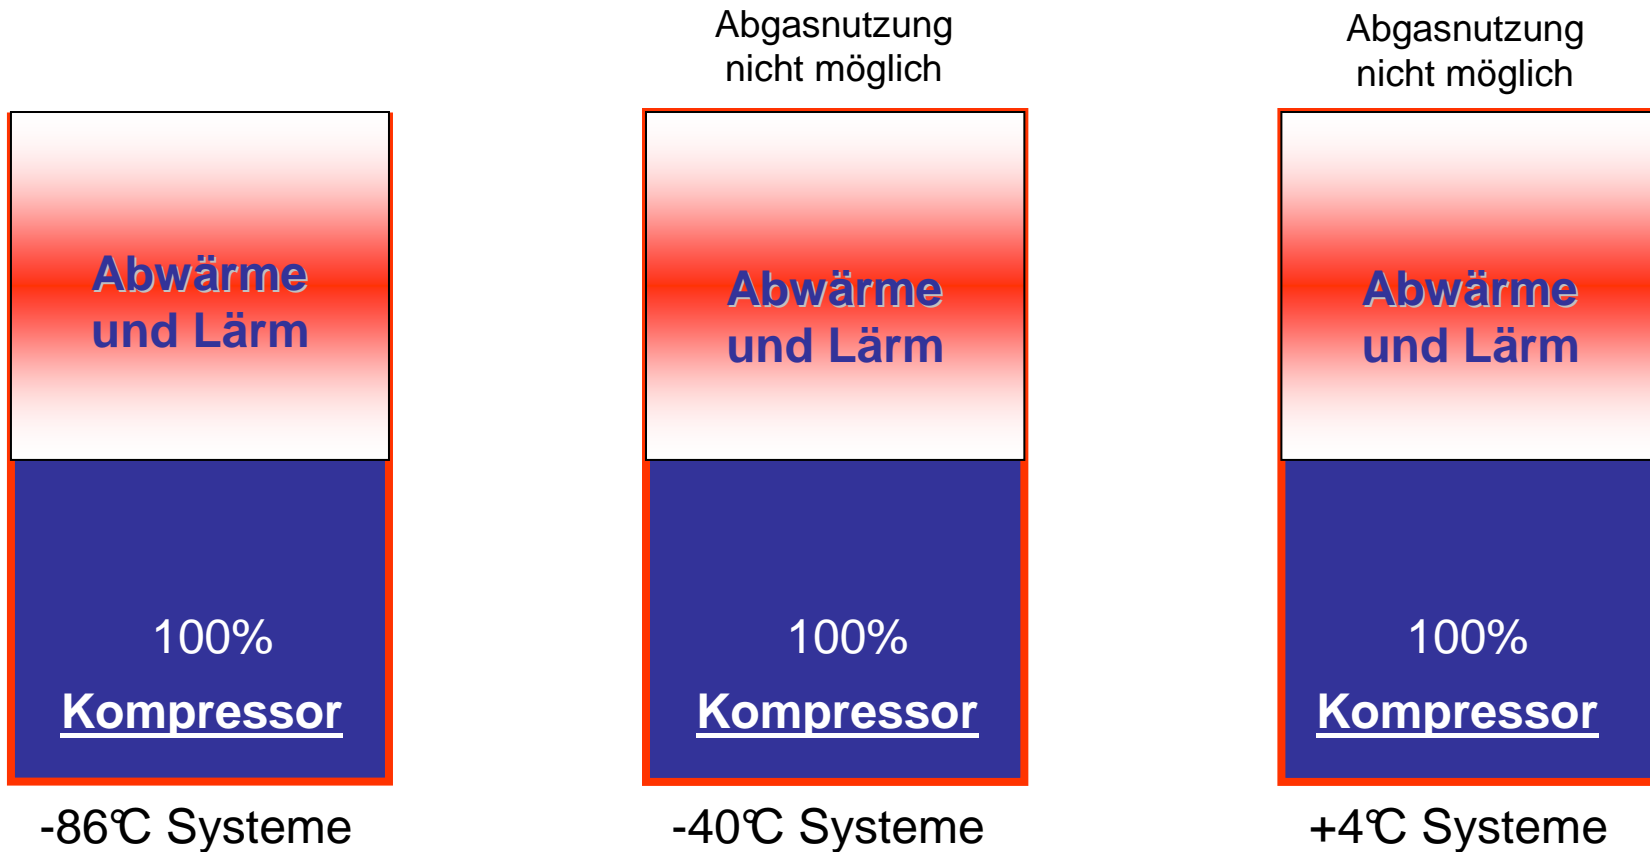 Abgasnutzung
nicht möglich
Abgasnutzung
nicht möglich
Abwärme
und Lärm
100%
Kompressor
-86°C Systeme
Abwärme
und Lärm
100%
Kompressor
-40°C Systeme
Abwärme
und Lärm
100%
Kompressor
+4°C Systeme